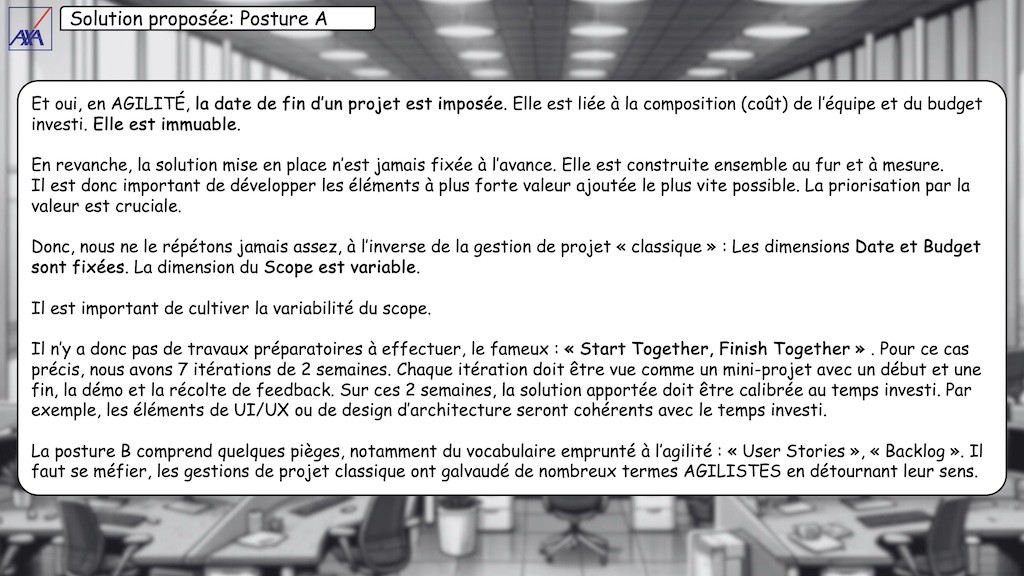 AXA
Solution proposée: Posture A
Et oui, en AGILITÉ, la date de fin d'un projet est imposée. Elle est liée à la composition (coût) de l'équipe et du budget
investi. Elle est immuable.
En revanche, la solution mise en place n'est jamais fixée à l'avance. Elle est construite ensemble au fur et à mesure.
Il est donc important de développer les éléments à plus forte valeur ajoutée le plus vite possible. La priorisation par la
valeur est cruciale.
Donc, nous ne le répétons jamais assez, à l'inverse de la gestion de projet « classique » : Les dimensions Date et Budget
sont fixées. La dimension du Scope est variable.
Il est important de cultiver la variabilité du scope.
Il n'y a donc pas de travaux préparatoires à effectuer, le fameux : « Start Together, Finish Together » . Pour ce cas
précis, nous avons 7 itérations de 2 semaines. Chaque itération doit être vue comme un mini-projet avec un début et une
fin, la démo et la récolte de feedback. Sur ces 2 semaines, la solution apportée doit être calibrée au temps investi. Par
exemple, les éléments de UI/UX ou de design d'architecture seront cohérents avec le temps investi.
La posture B comprend quelques pièges, notamment du vocabulaire emprunté à l'agilité : « User Stories », « Backlog ». Il
faut se méfier, les gestions de projet classique ont galvaudé de nombreux termes AGILISTES en détournant leur sens.